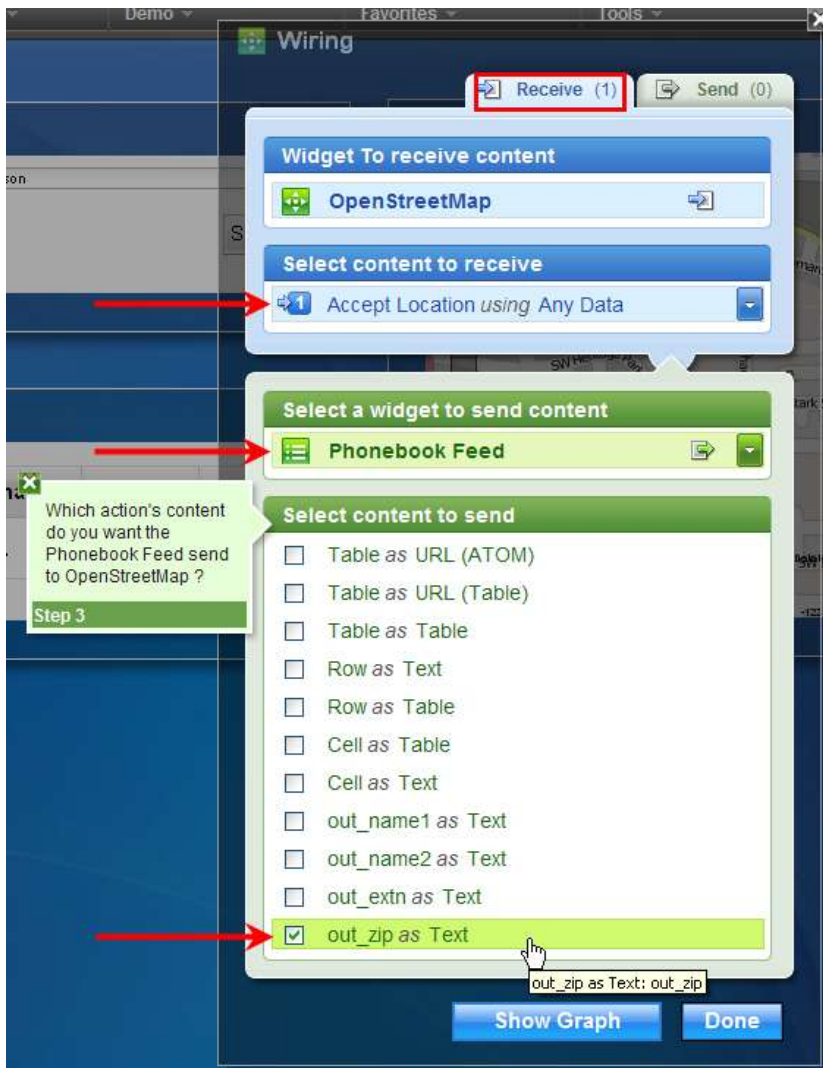 Demo
Favorites
Tools
Wiring
Receive (1)
Send (0)
Widget To receive content
son
OpenStreetMap
S
Select content to receive
1 Accept Location using Any Data
Select a widget to send content
Phonebook Feed
Which action's content
do you want the
Phonebook Feed send
to OpenStreetMap ?
Step 3
Select content to send
Table as URL (ATOM)
Table as URL (Table)
Table as Table
Row as Text
Row as Table
Cell as Table
Cell as Text
out_name1 as Text
out_name2 as Text
out_extn as Text
out_zip as Text
out_zip as Text: out_zip
Show Graph
Done